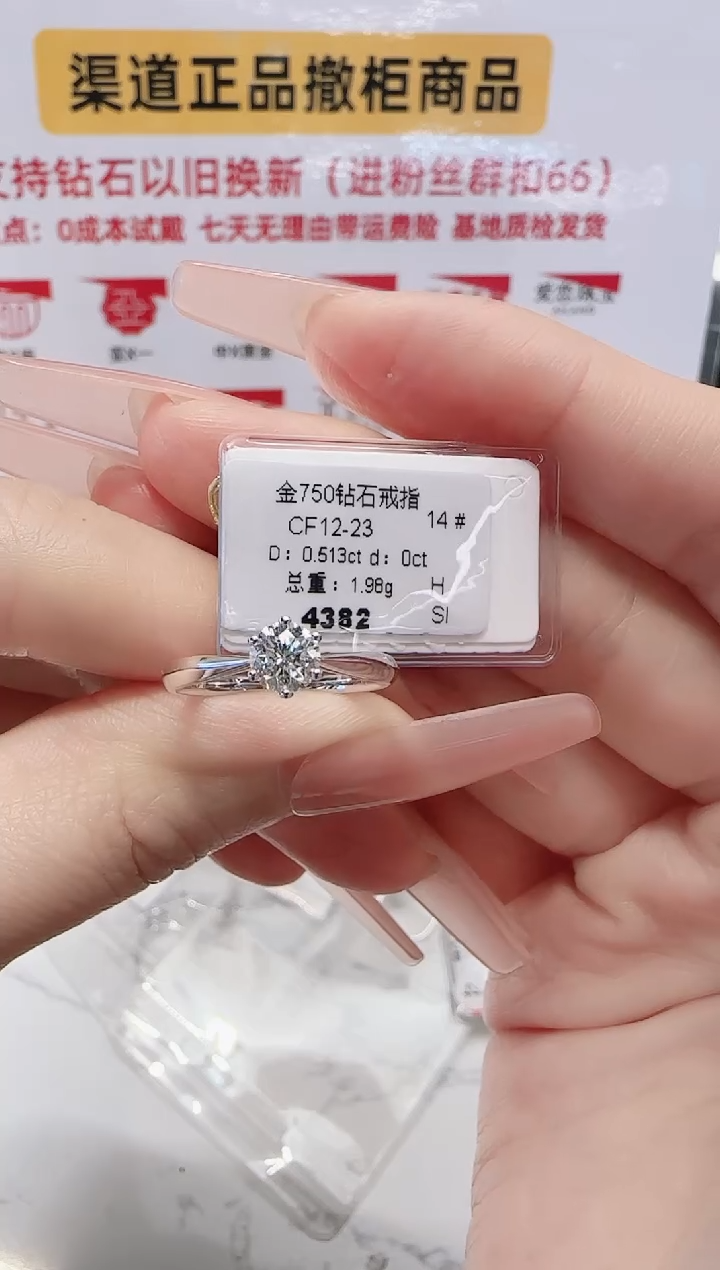 渠道正品撤柜商品
支持钻石以旧换新（进粉丝群扣66）
点：0成本试戴 七天无理由带运费险 基地质检发货
金750钻石戒指
14#
CF12-23
D：0.513ct d：0ct
总重：1.98g H
4382 SI